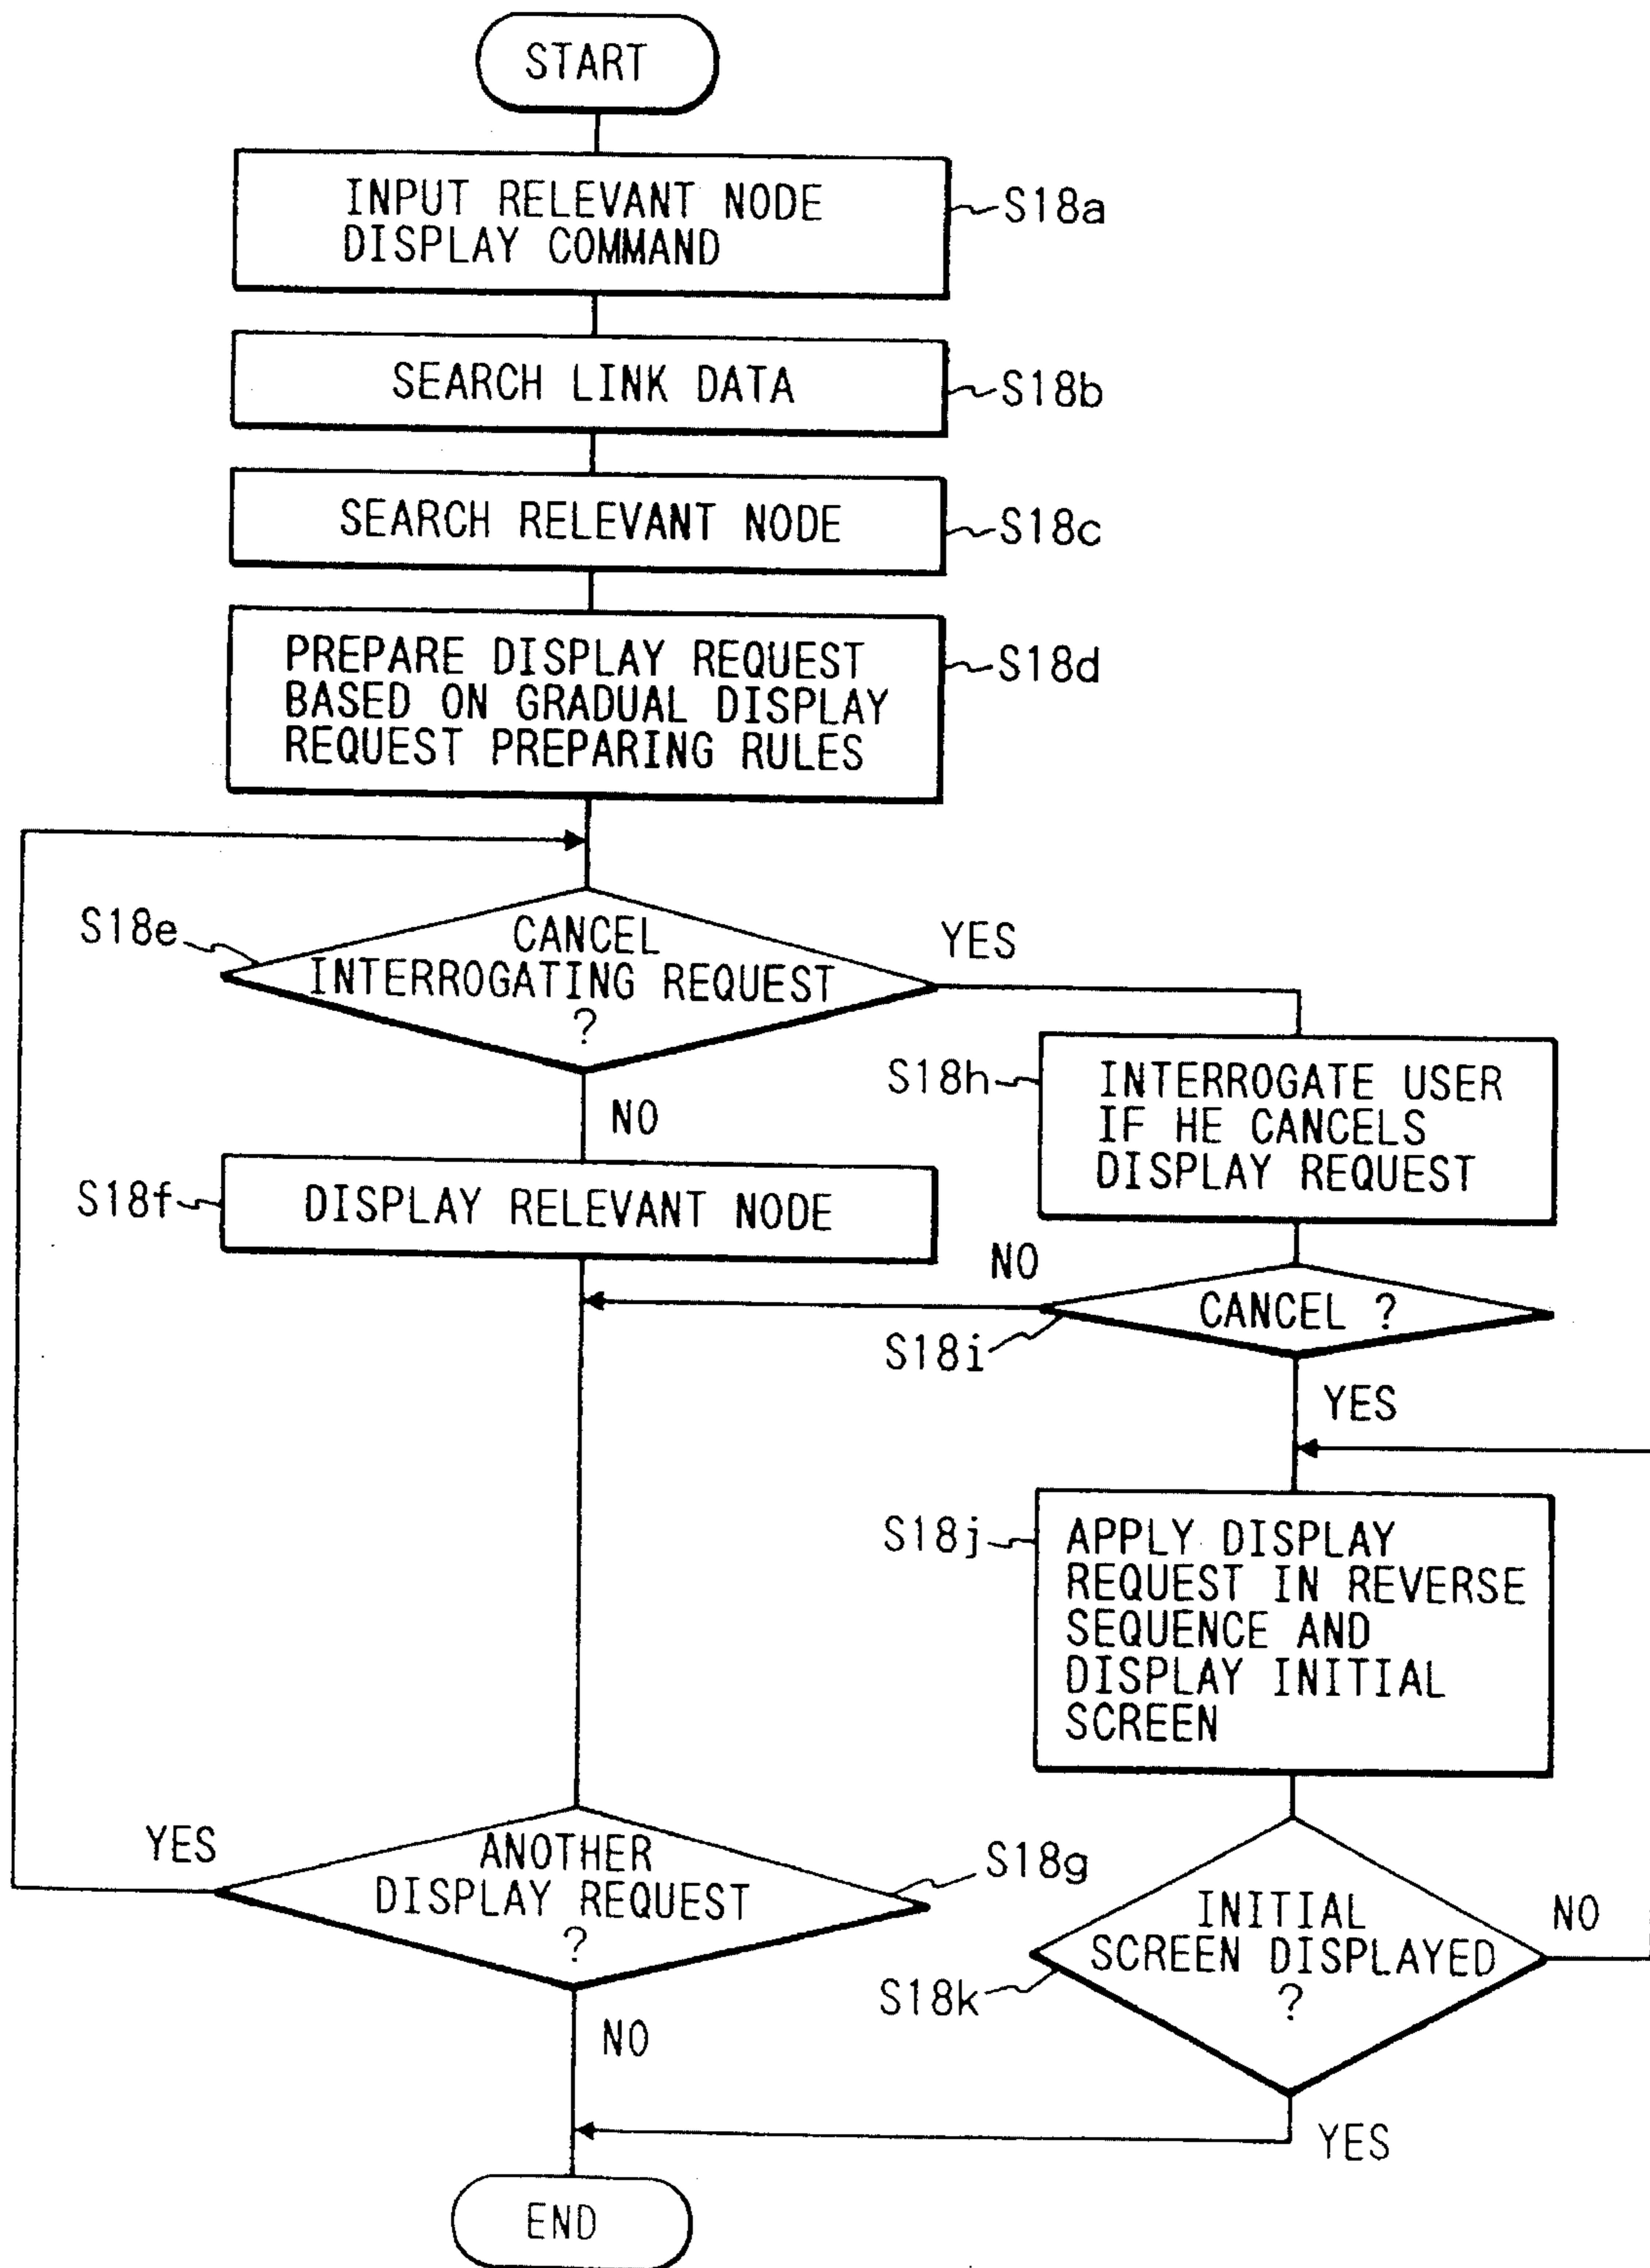 START
INPUT RELEVANT NODE
DISPLAY COMMAND
S18a
SEARCH LINK DATA
S18b
SEARCH RELEVANT NODE
S18c
PREPARE DISPLAY REQUEST
BASED ON GRADUAL DISPLAY
REQUEST PREPARING RULES
S18d
S18e
CANCEL
INTERROGATING REQUEST
?
YES
NO
S18h
INTERROGATE USER
IF HE CANCELS
DISPLAY REQUEST
S18f
DISPLAY RELEVANT NODE
NO
CANCEL ?
S18i
YES
S18j
APPLY DISPLAY
REQUEST IN REVERSE
SEQUENCE AND
DISPLAY INITIAL
SCREEN
YES
ANOTHER
DISPLAY REQUEST
?
S18g
NO
INITIAL
SCREEN DISPLAYED
?
NO
S18k
YES
END